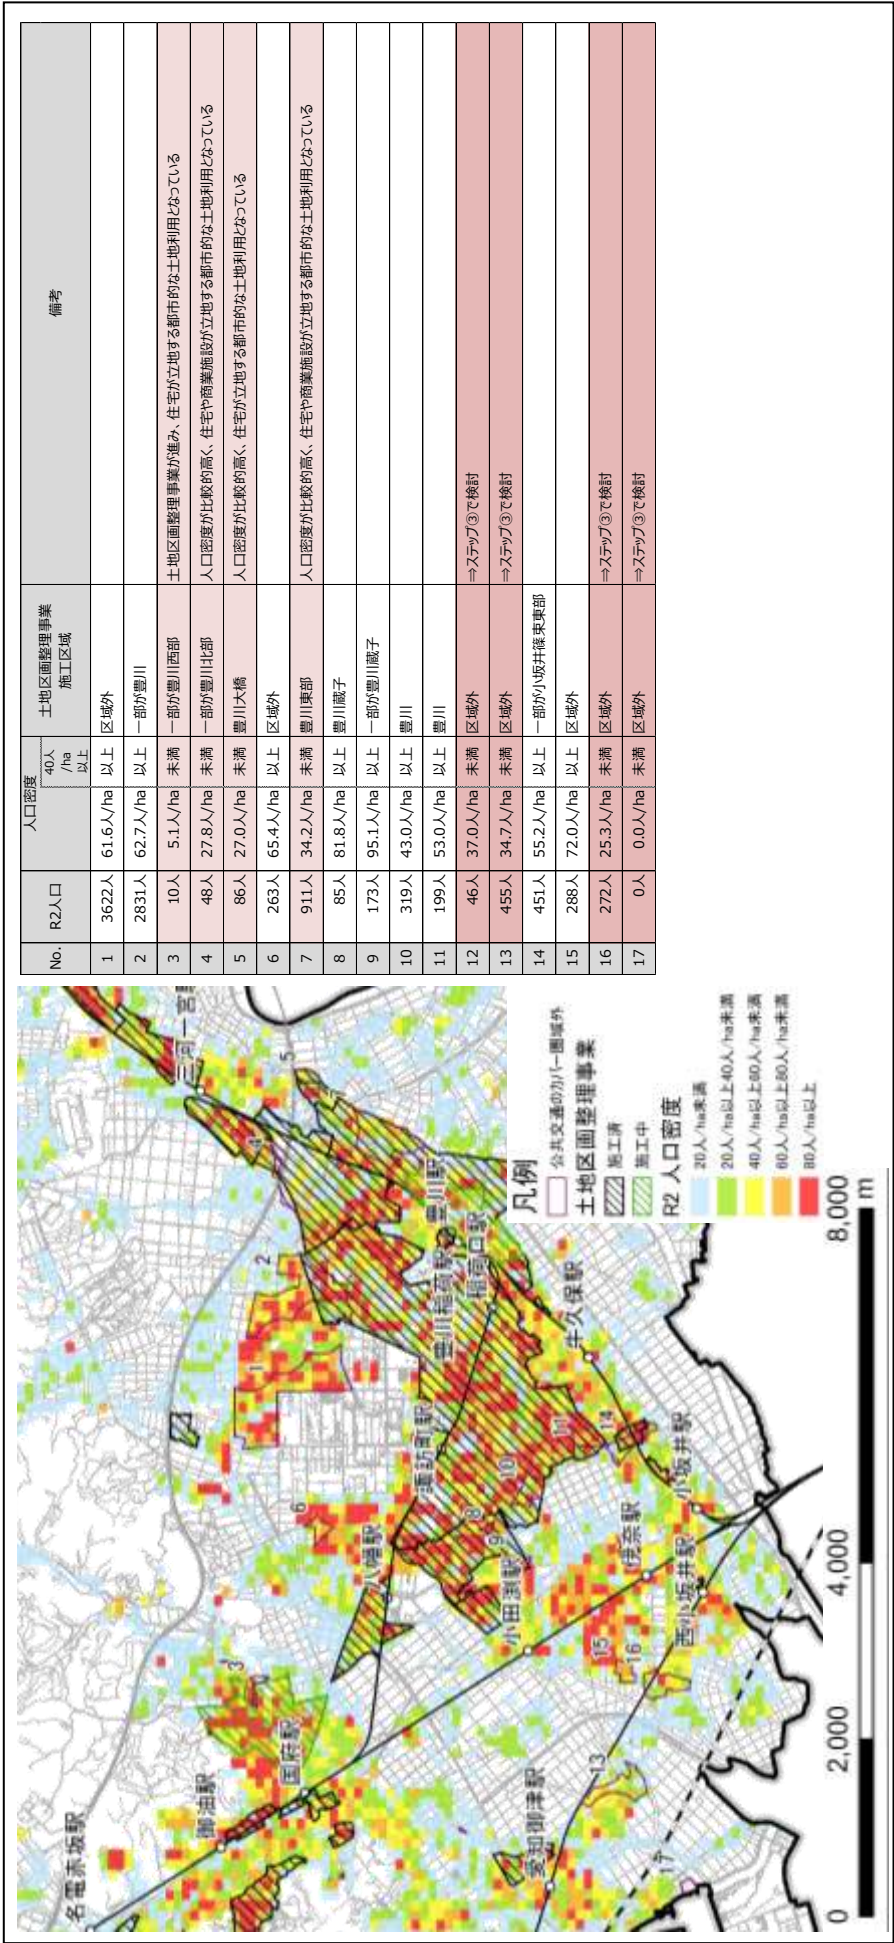 名電赤坂駅
御油駅
国府駅
愛知御津駅
八幡駅
諏訪町駅
小田渕駅
伊奈駅
西小坂井駅
小坂井駅
牛久保駅
豊川稲荷駅
稲荷口駅
豊川駅
三河一宮
1
2
3
4
5
6
8
9
10
11
14
15
16
13
17
凡例
公共交通のカバー圏域外
土地区画整理事業
施工済
施工中
R2 人口密度
20人/ha未満
20人/ha以上40人/ha未満
40人/ha以上60人/ha未満
60人/ha以上80人/ha未満
80人/ha以上
0 2,000 4,000 8,000 m
No. R2人口 人口密度 40人/ha以上 土地区画整理事業 施工区域 備考
1 3622人 61.6人/ha 以上 区域外
2 2831人 62.7人/ha 以上 一部が豊川
3 10人 5.1人/ha 未満 一部が豊川西部 土地区画整理事業が進み、住宅が立地する都市的な土地利用となっている
4 48人 27.8人/ha 未満 一部が豊川北部 人口密度が比較的高く、住宅や商業施設が立地する都市的な土地利用となっている
5 86人 27.0人/ha 未満 豊川大橋 人口密度が比較的高く、住宅が立地する都市的な土地利用となっている
6 263人 65.4人/ha 以上 区域外
7 911人 34.2人/ha 未満 豊川東部 人口密度が比較的高く、住宅や商業施設が立地する都市的な土地利用となっている
8 85人 81.8人/ha 以上 豊川蔵子
9 173人 95.1人/ha 以上 一部が豊川蔵子
10 319人 43.0人/ha 以上 豊川
11 199人 53.0人/ha 以上 豊川
12 46人 37.0人/ha 未満 区域外 ⇒ステップ③で検討
13 455人 34.7人/ha 未満 区域外 ⇒ステップ③で検討
14 451人 55.2人/ha 以上 一部が小坂井篠束東部
15 288人 72.0人/ha 以上 区域外
16 272人 25.3人/ha 未満 区域外 ⇒ステップ③で検討
17 0人 0.0人/ha 未満 区域外 ⇒ステップ③で検討